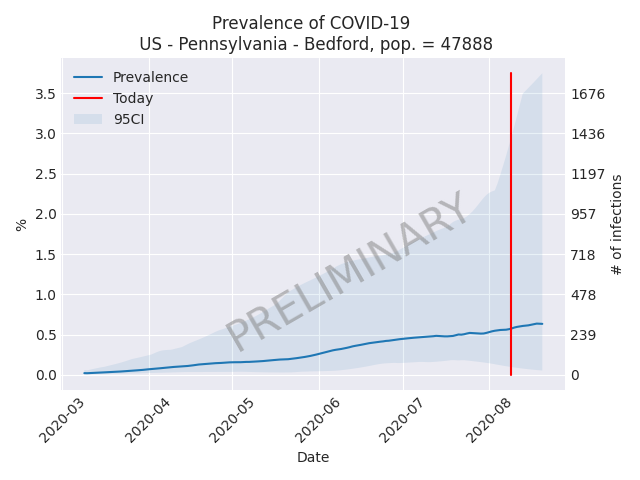 Prevalence of COVID-19
US - Pennsylvania - Bedford, pop. = 47888
Prevalence
Today
95CI
PRELIMINARY
%
3.5
3.0
2.5
2.0
1.5
1.0
0.5
0.0
1676
1436
1197
957
718
478
239
0
# of infections
2020-03
2020-04
2020-05
2020-06
2020-07
2020-08
Date